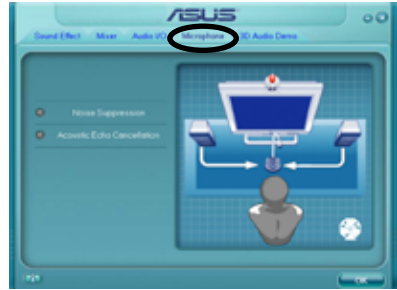 ASUS
Sound Effect Mixer Audio I/O Microphone 3D Audio Demo
Noise Suppression
Acoustic Echo Cancellation
OK